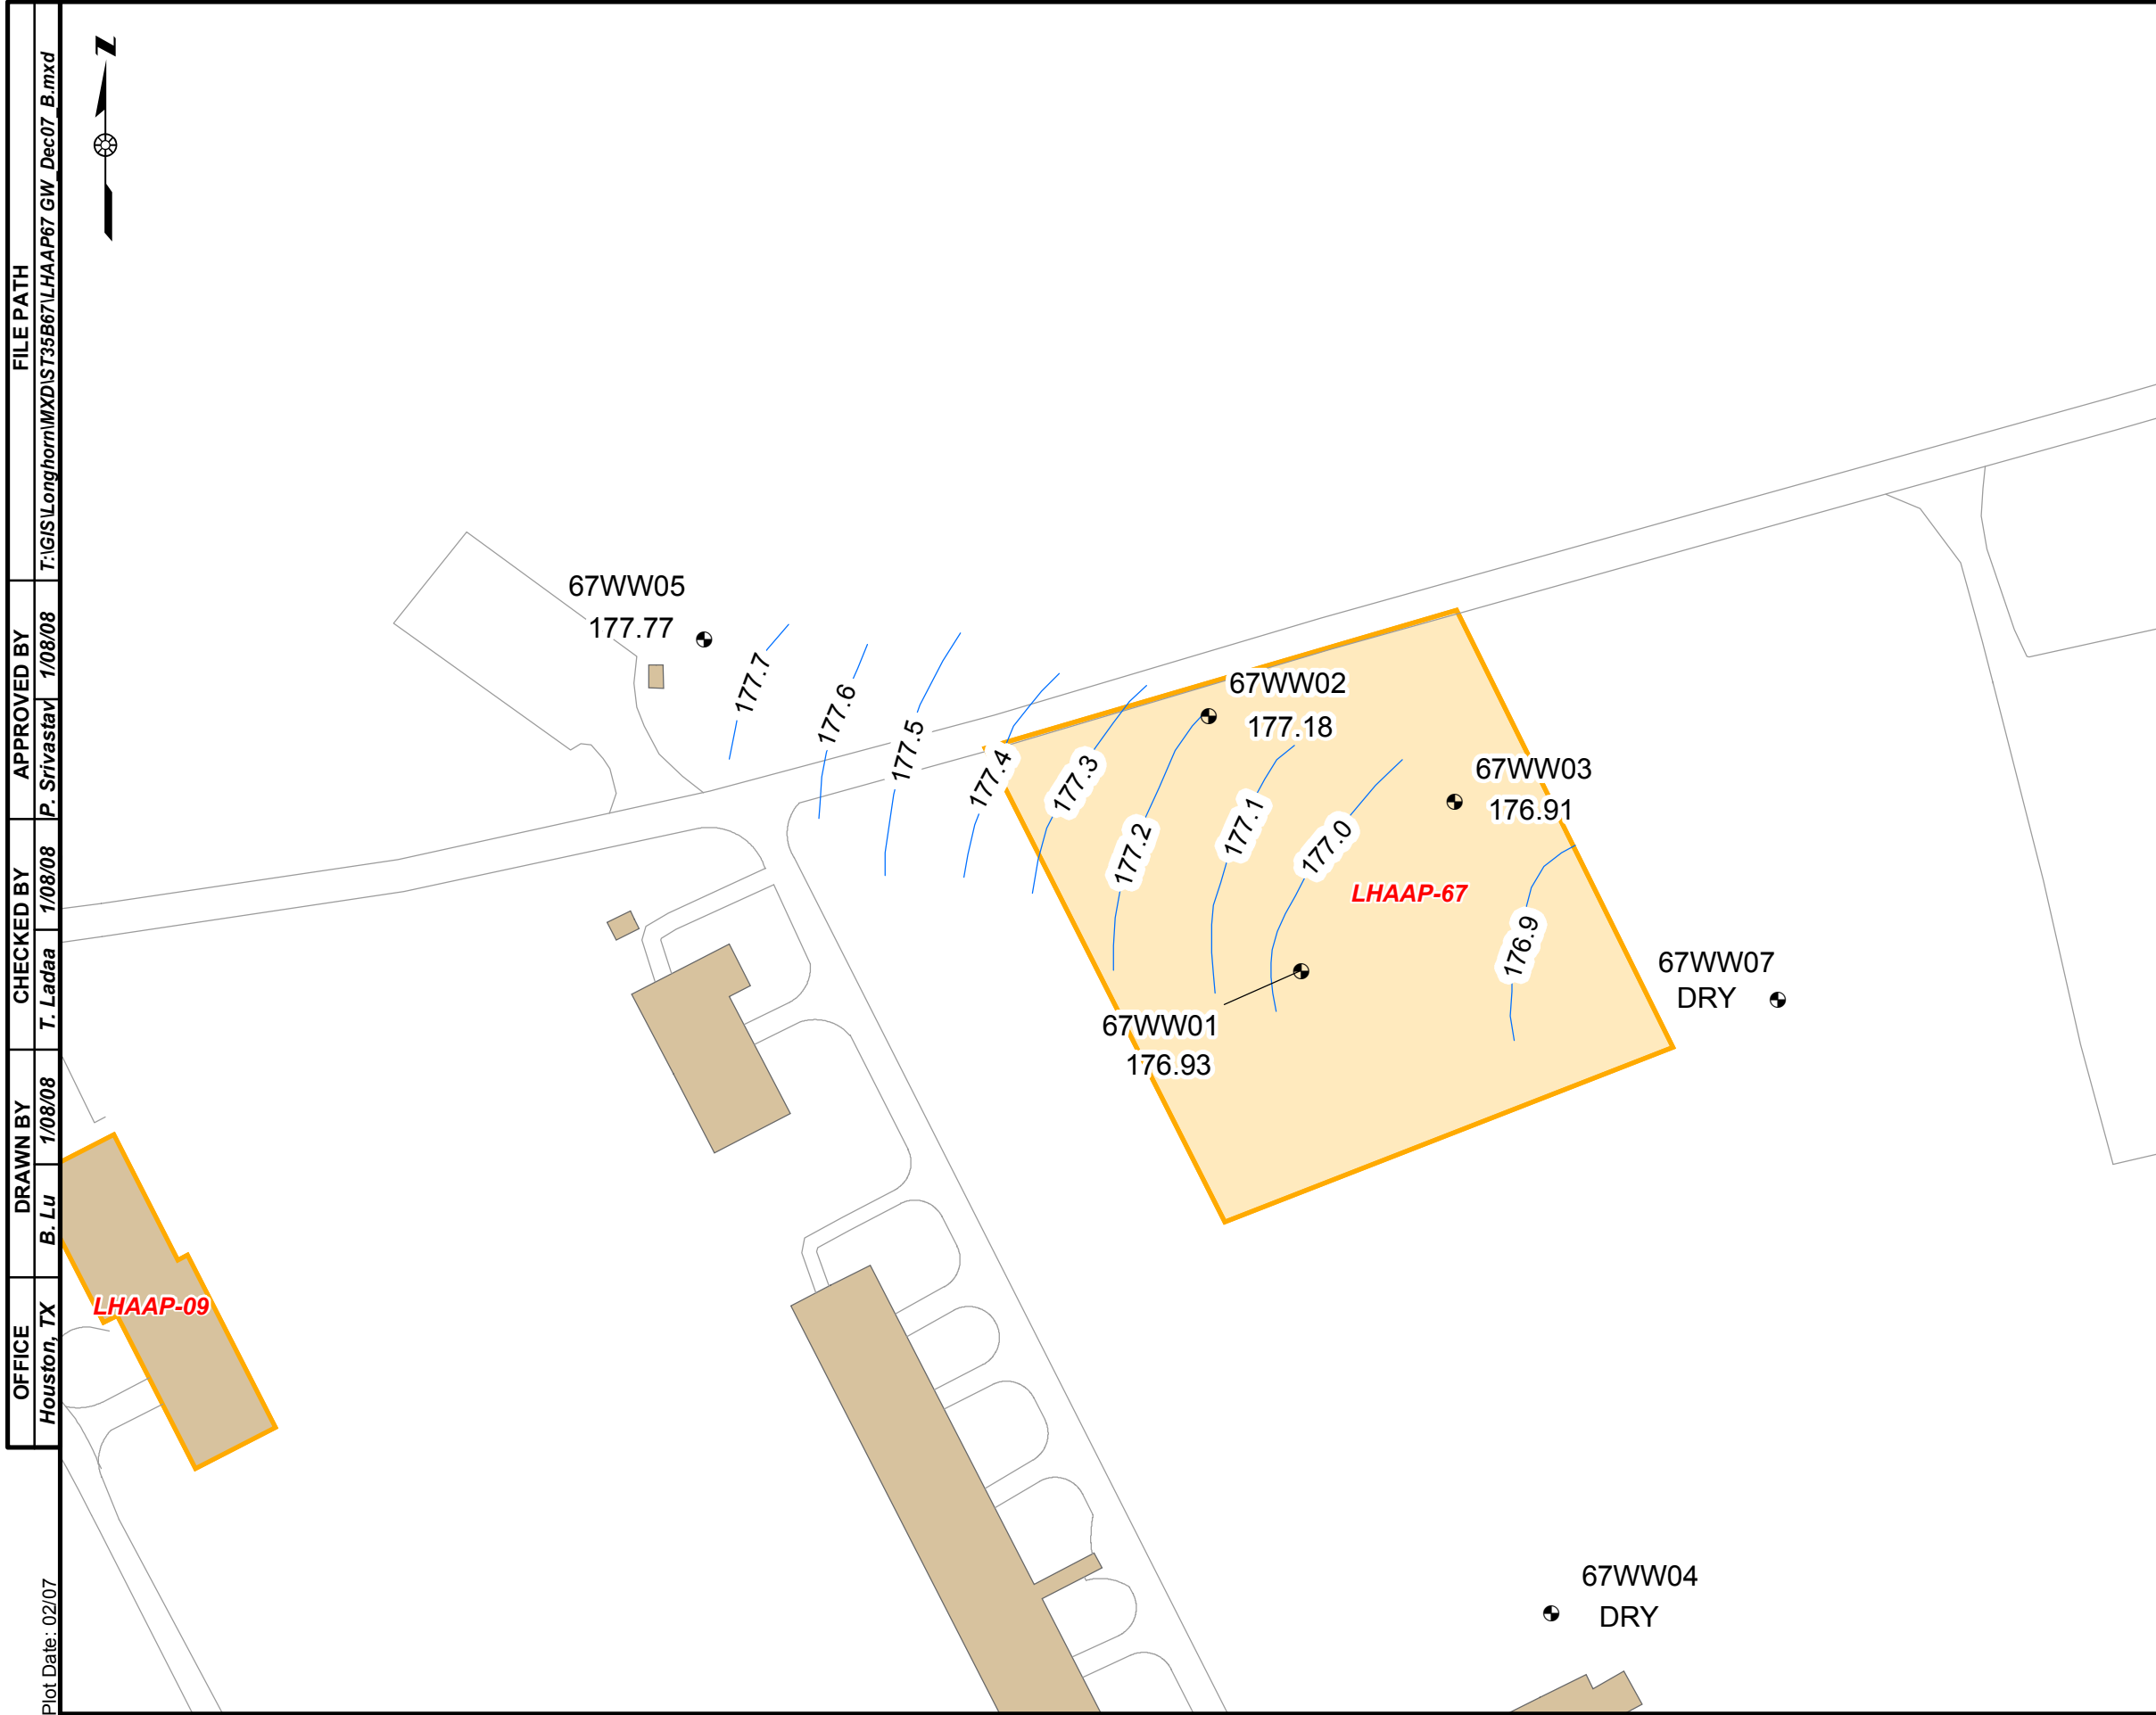 FILE PATH
T:\GIS\Longhorn\MXD\ST35B67\LHAAP67 GW_Dec07_B.mxd
APPROVED BY
P. Srivastav 1/08/08
CHECKED BY
T. Ladaa 1/08/08
DRAWN BY
B. Lu 1/08/08
OFFICE
Houston, TX
Plot Date: 02/07
N
67WW05
177.77
177.7
177.6
177.5
177.4
177.3
177.2
177.1
177.0
176.9
67WW02
177.18
67WW03
176.91
LHAAP-67
67WW07
DRY
67WW01
176.93
LHAAP-09
67WW04
DRY